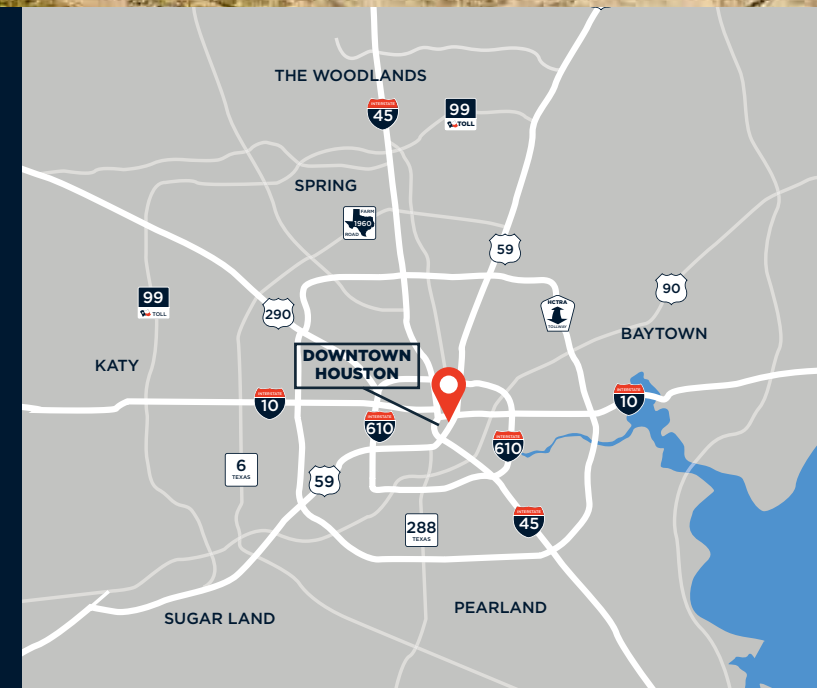 THE WOODLANDS
INTERSTATE
45
99
TOLL
SPRING
FARM
1960
ROAD
59
90
99
TOLL
290
HCTRA
TOLLWAY
BAYTOWN
DOWNTOWN
HOUSTON
KATY
INTERSTATE
10
INTERSTATE
10
INTERSTATE
610
INTERSTATE
610
6
TEXAS
59
INTERSTATE
45
288
TEXAS
PEARLAND
SUGAR LAND